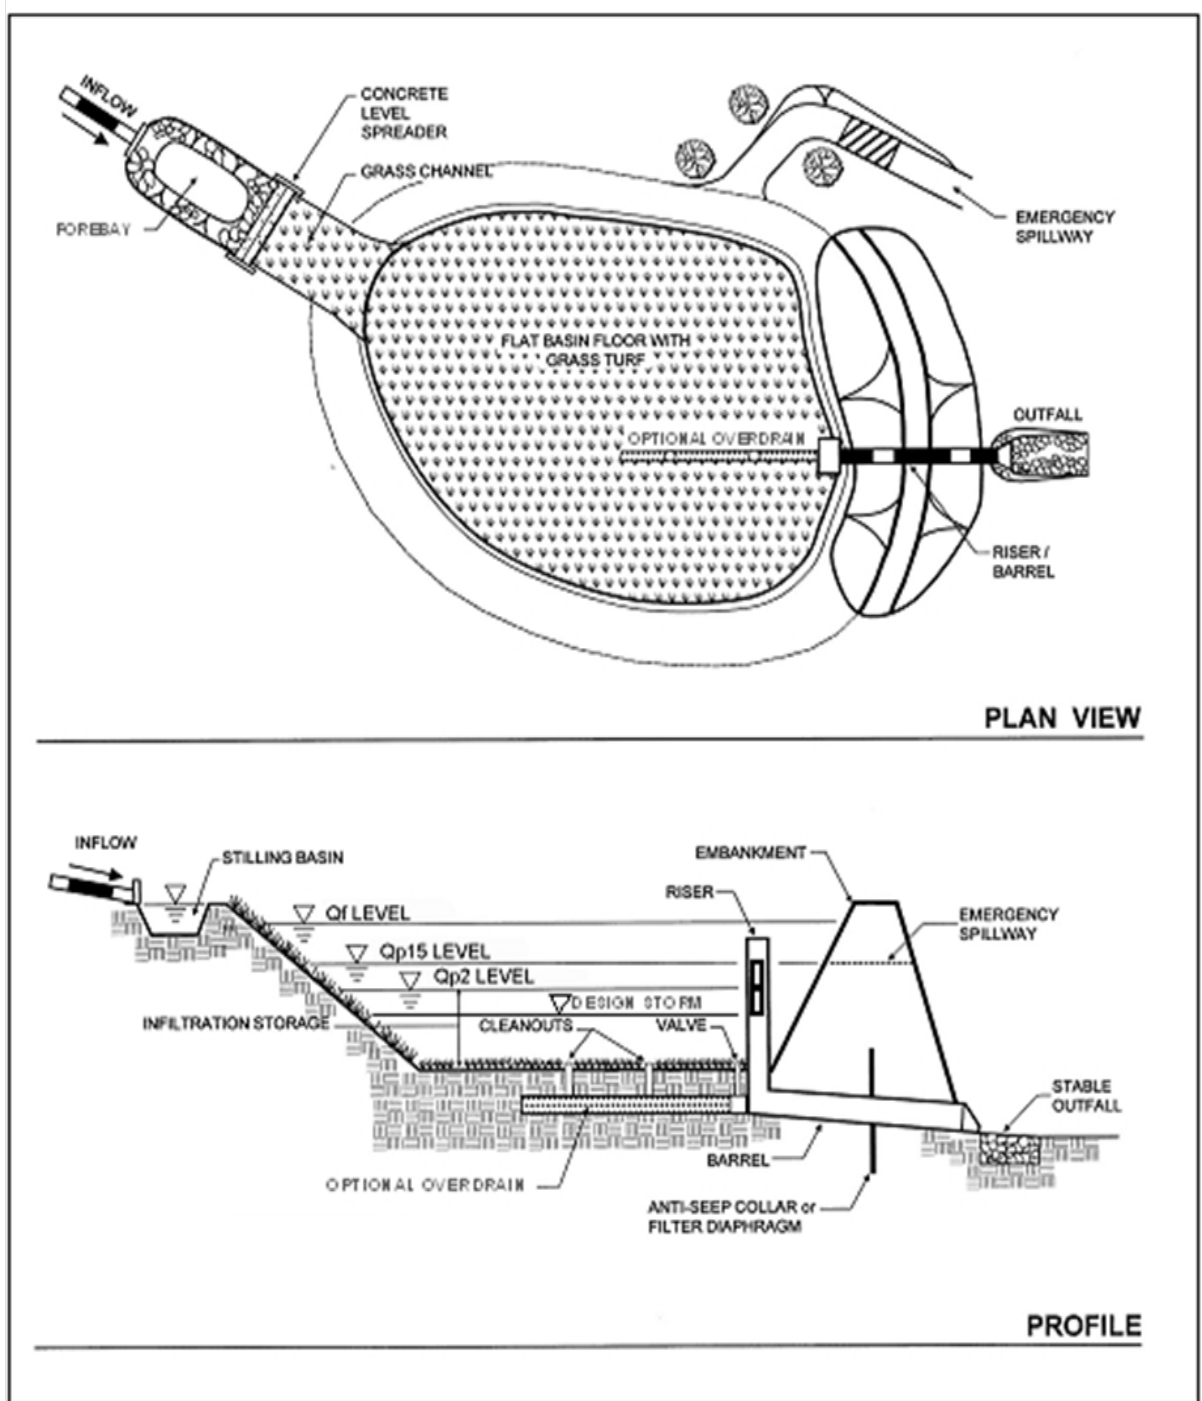 INFLOW
CONCRETE
LEVEL
SPREADER
GRASS CHANNEL
FOREBAY
EMERGENCY
SPILLWAY
FLAT BASIN FLOOR WITH
GRASS TURF
OPTIONAL OVERDRAIN
OUTFALL
RISER /
BARREL
PLAN VIEW
INFLOW
STILLING BASIN
EMBANKMENT
RISER
Qf LEVEL
EMERGENCY
SPILLWAY
Qp15 LEVEL
Qp2 LEVEL
DESIGN STORM
INFILTRATION STORAGE
CLEANOUTS
VALVE
STABLE
OUTFALL
BARREL
OPTIONAL OVERDRAIN
ANTI-SEEP COLLAR or
FILTER DIAPHRAGM
PROFILE